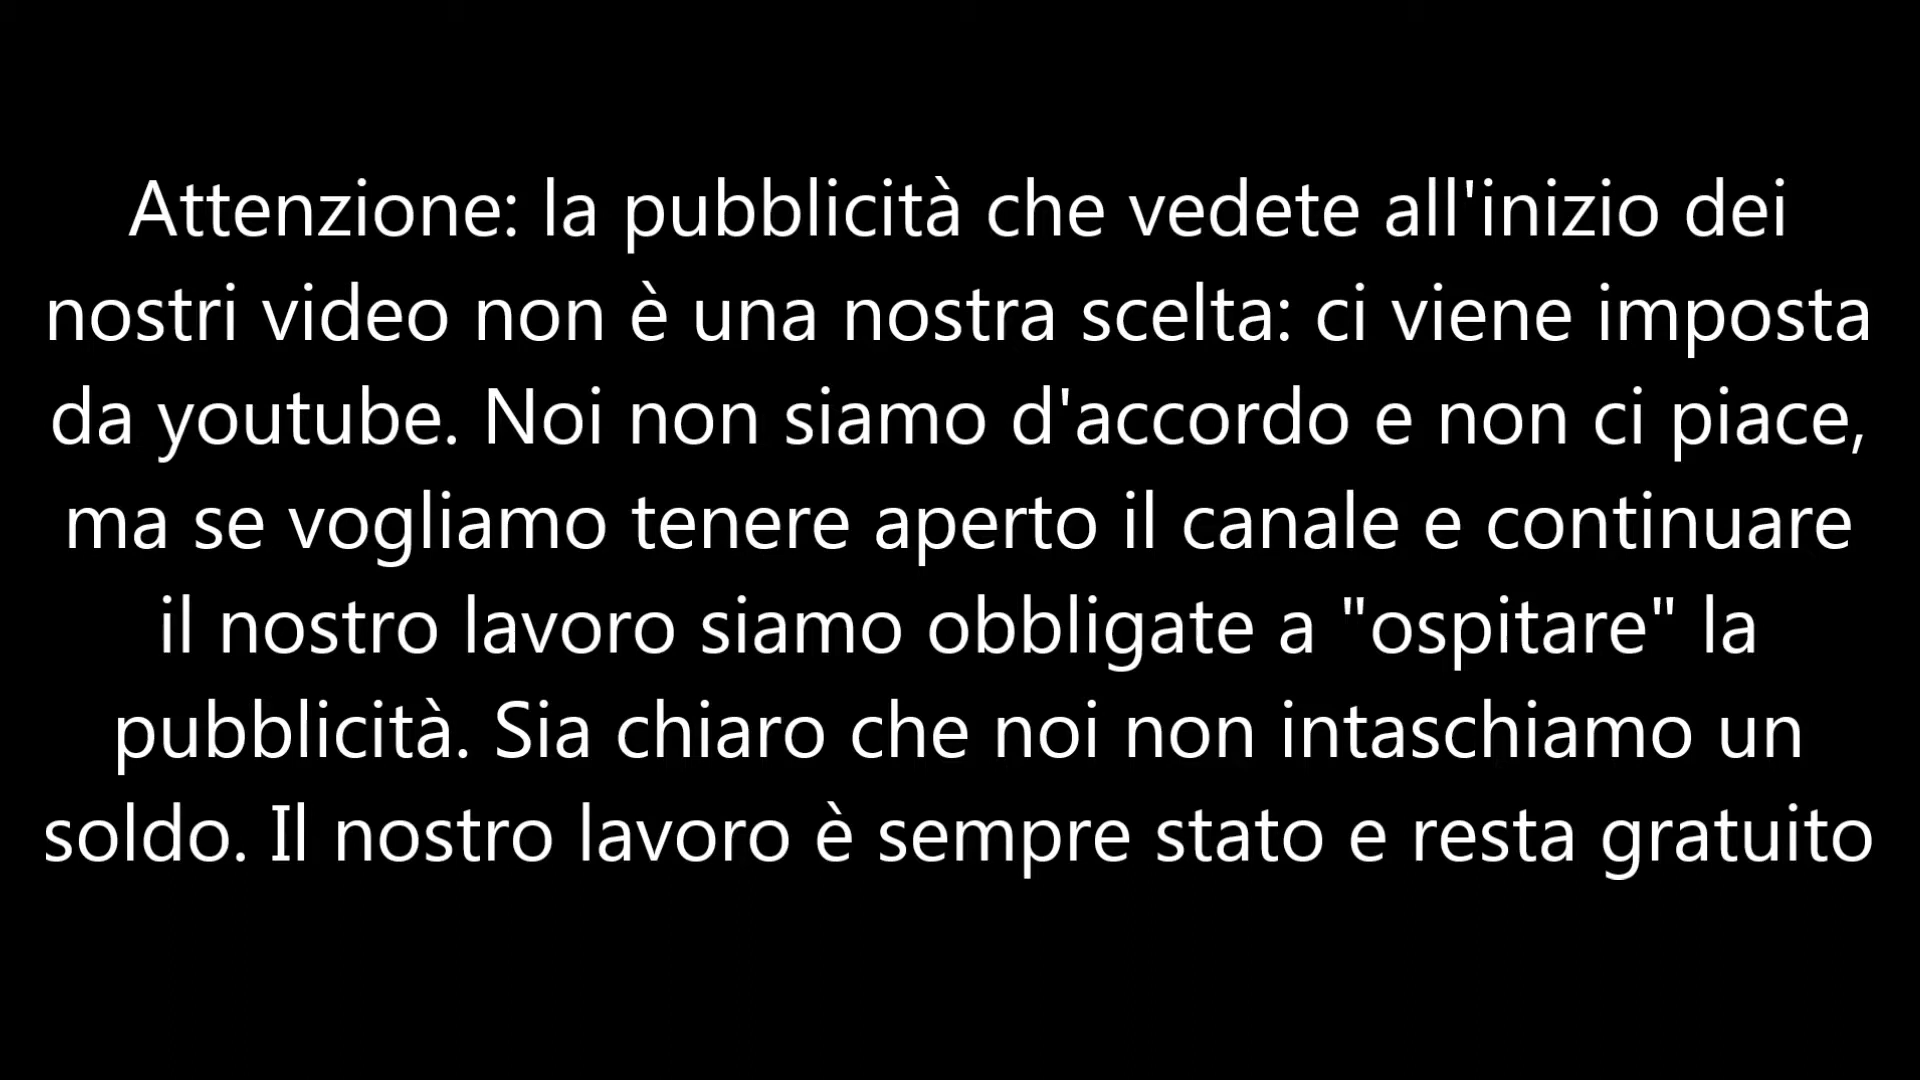 Attenzione: la pubblicità che vedete all'inizio dei
nostri video non è una nostra scelta: ci viene imposta
da youtube. Noi non siamo d'accordo e non ci piace,
ma se vogliamo tenere aperto il canale e continuare
il nostro lavoro siamo obbligate a "ospitare" la
pubblicità. Sia chiaro che noi non intaschiamo un
soldo. Il nostro lavoro è sempre stato e resta gratuito